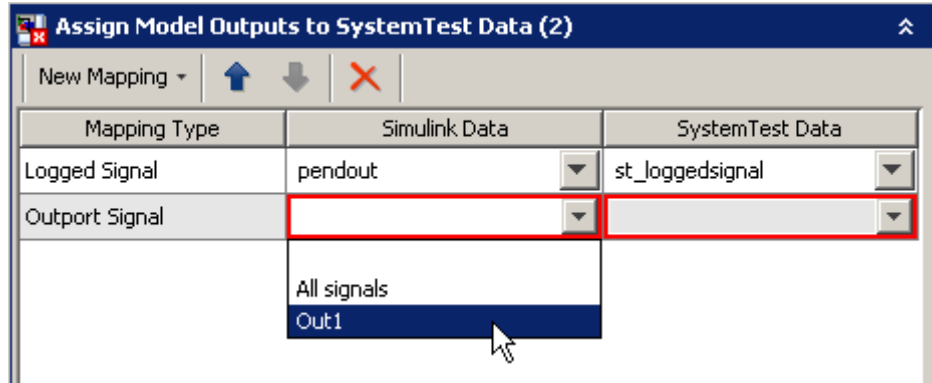 Assign Model Outputs to SystemTest Data (2)
New Mapping
Mapping Type Simulink Data SystemTest Data
Logged Signal pendout st_loggedsignal
Outport Signal
All signals
Out1